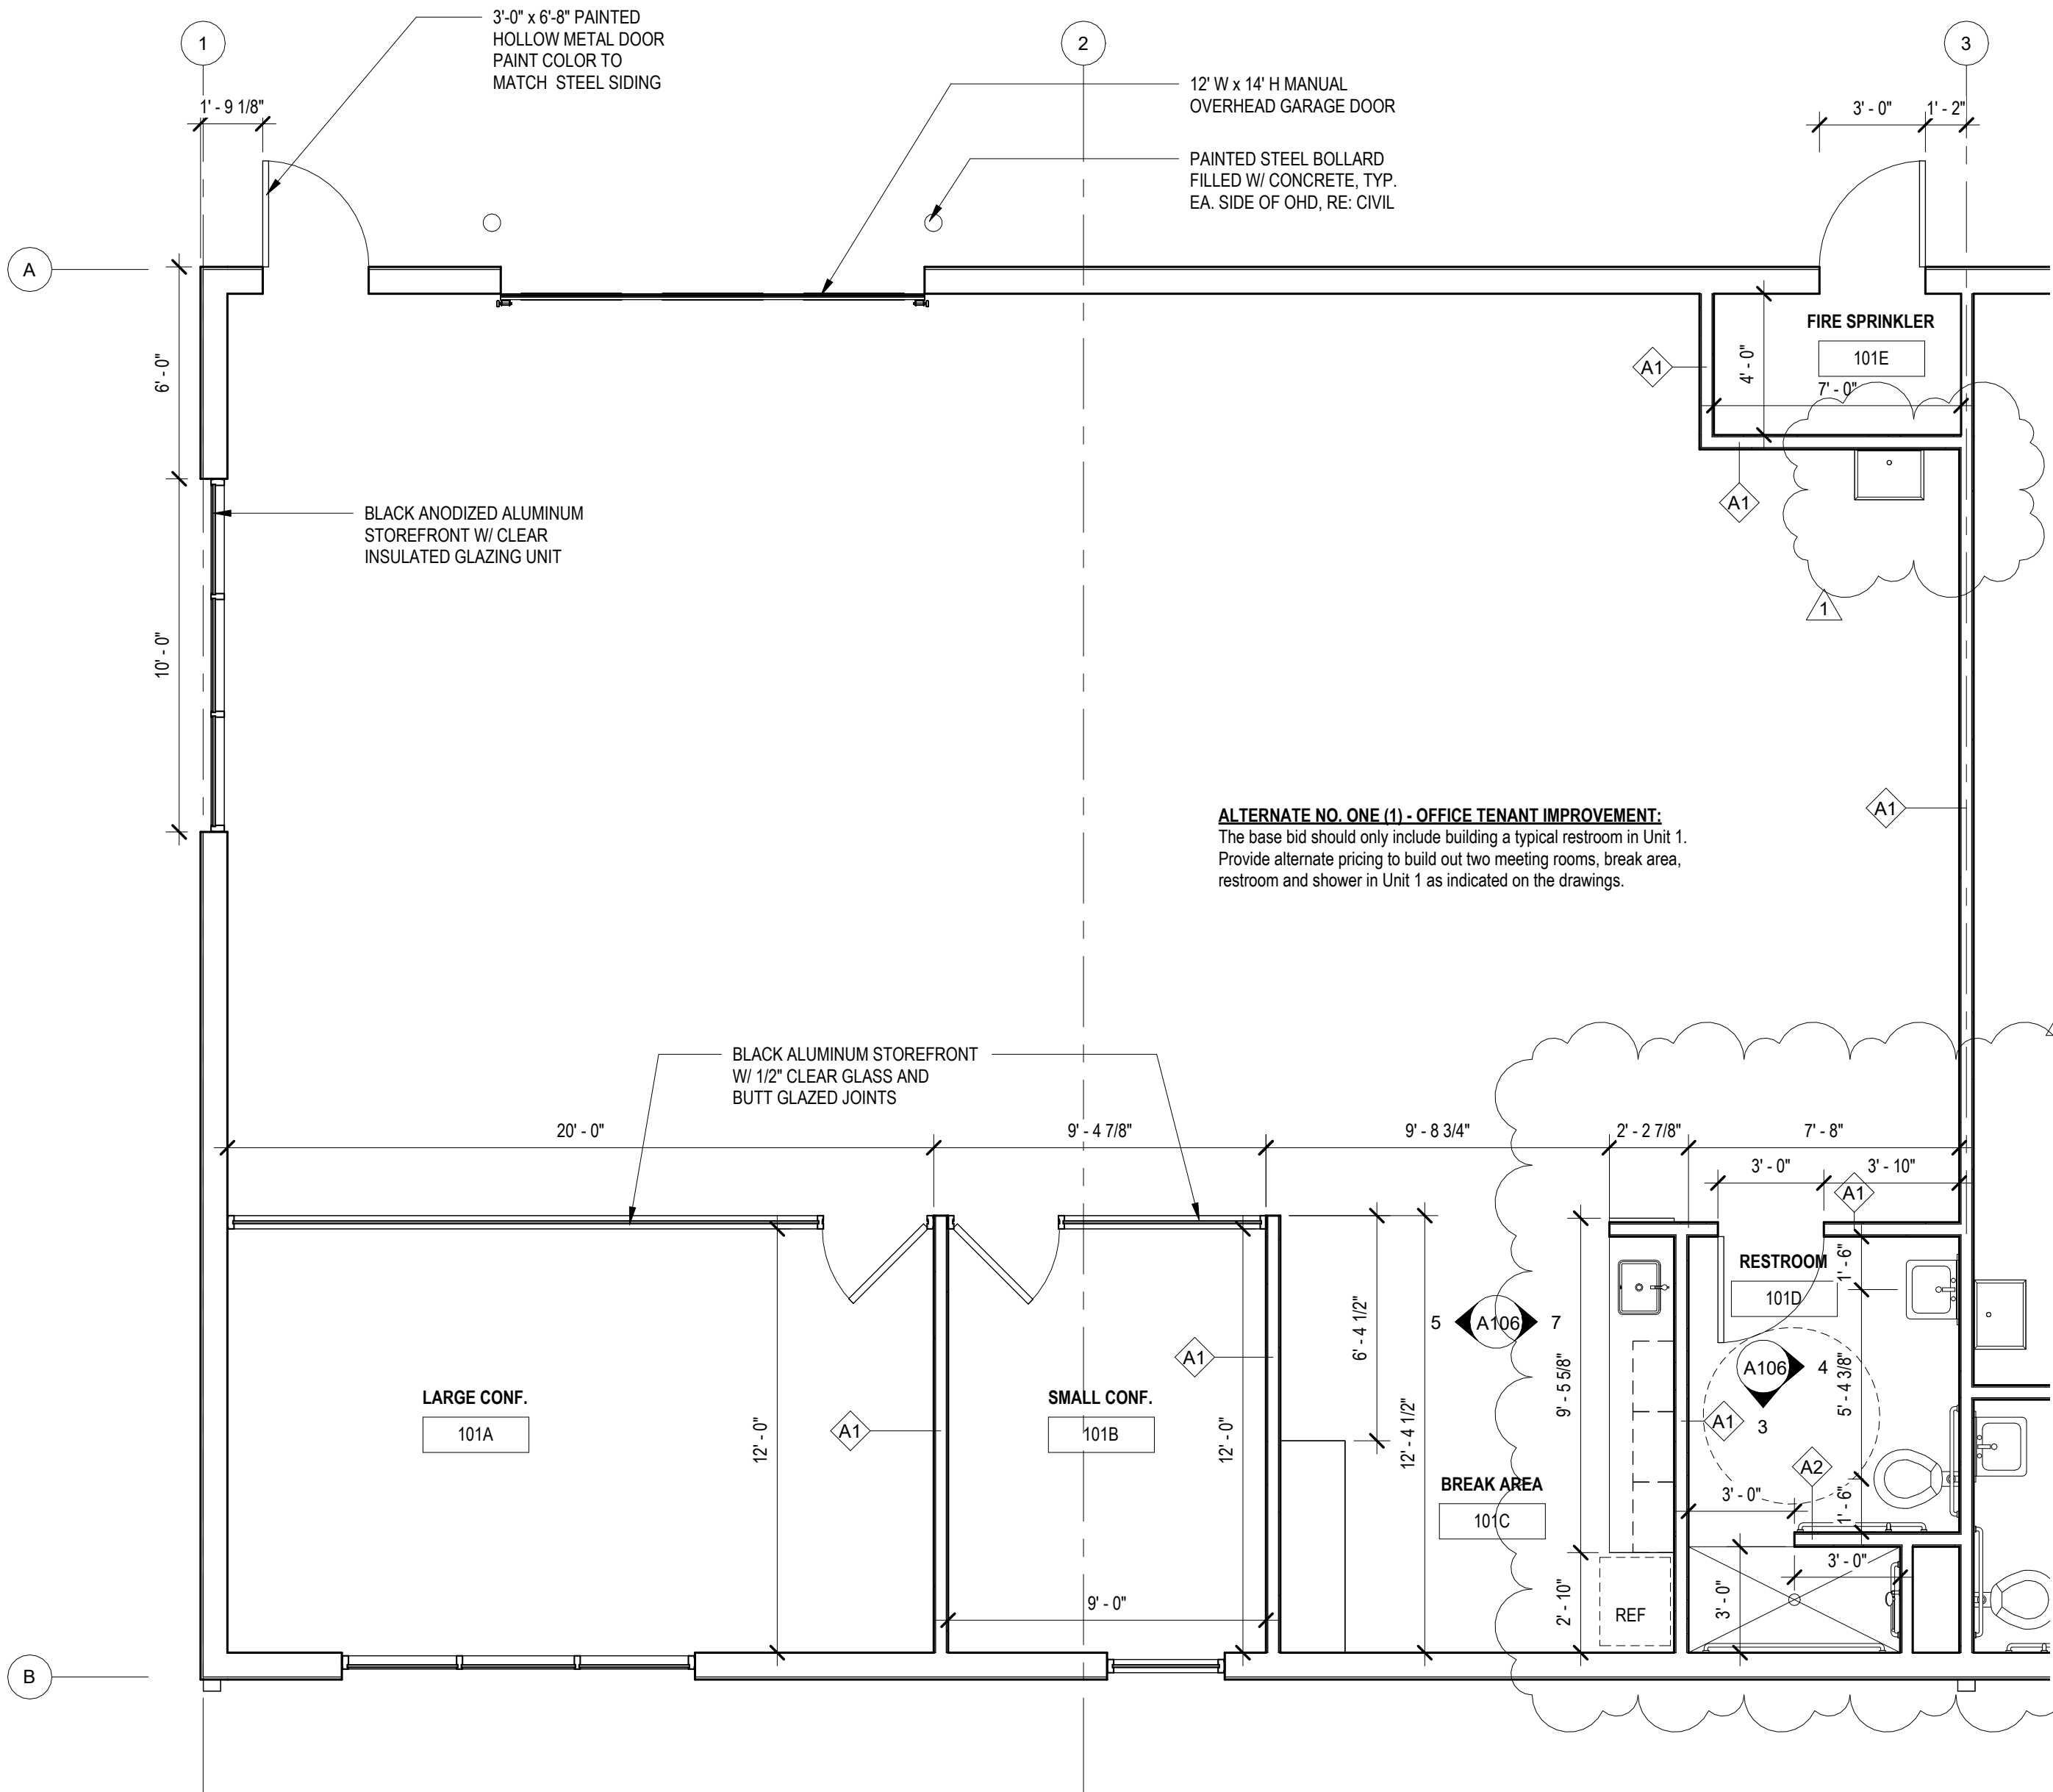 1
2
3
3'-0" x 6'-8" PAINTED
HOLLOW METAL DOOR
PAINT COLOR TO
MATCH STEEL SIDING
12' W x 14' H MANUAL
OVERHEAD GARAGE DOOR
1' - 9 1/8"
3' - 0"
1' - 2"
PAINTED STEEL BOLLARD
FILLED W/ CONCRETE, TYP.
EA. SIDE OF OHD, RE: CIVIL
A
FIRE SPRINKLER
101E
A1
4' - 0"
6' - 0"
7' - 0"
A1
BLACK ANODIZED ALUMINUM
STOREFRONT W/ CLEAR
INSULATED GLAZING UNIT
1
10' - 0"
A1
ALTERNATE NO. ONE (1) - OFFICE TENANT IMPROVEMENT:
The base bid should only include building a typical restroom in Unit 1.
Provide alternate pricing to build out two meeting rooms, break area,
restroom and shower in Unit 1 as indicated on the drawings.
BLACK ALUMINUM STOREFRONT
W/ 1/2" CLEAR GLASS AND
BUTT GLAZED JOINTS
20' - 0"
9' - 4 7/8"
9' - 8 3/4"
2' - 2 7/8"
7' - 8"
3' - 0"
3' - 10"
A1
RESTROOM
101D
1' - 6"
5
A106
7
6' - 4 1/2"
A1
A106
4
3
9' - 5 5/8"
5' - 4 3/8"
LARGE CONF.
101A
SMALL CONF.
101B
A1
A1
12' - 0"
12' - 0"
12' - 4 1/2"
A2
BREAK AREA
101C
3' - 0"
1' - 6"
3' - 0"
9' - 0"
2' - 10"
REF
3' - 0"
B